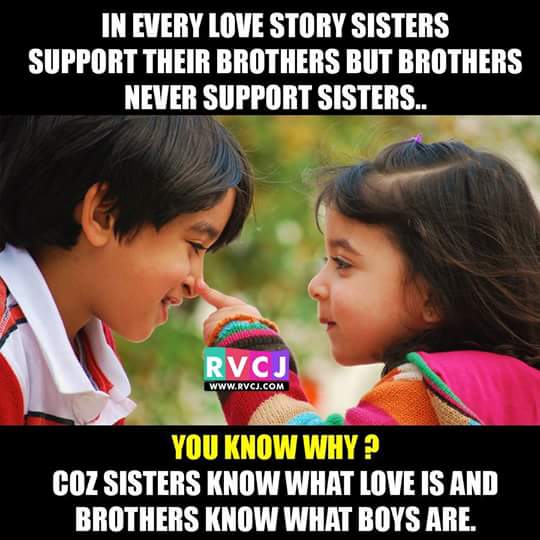 IN EVERY LOVE STORY SISTERS
SUPPORT THEIR BROTHERS BUT BROTHERS
NEVER SUPPORT SISTERS..
RVCJ
WWW.RVCJ.COM
YOU KNOW WHY ?
COZ SISTERS KNOW WHAT LOVE IS AND
BROTHERS KNOW WHAT BOYS ARE.